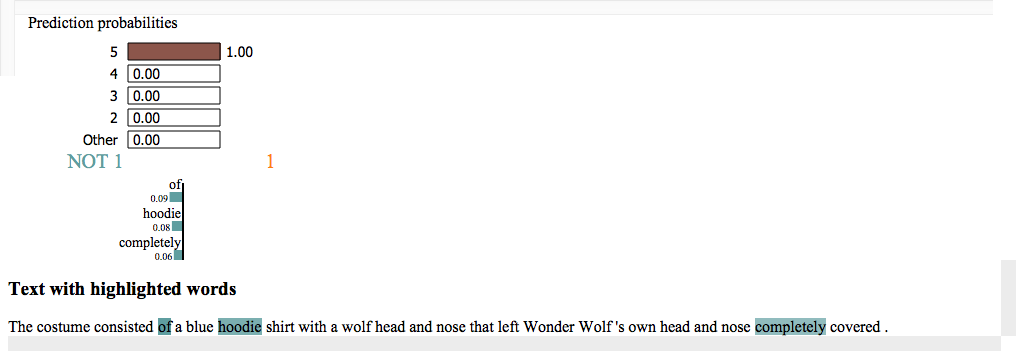 Prediction probabilities
5 1.00
4 0.00
3 0.00
2 0.00
Other 0.00
NOT 1 1
of
0.09
hoodie
0.08
completely
0.06
Text with highlighted words
The costume consisted of a blue hoodie shirt with a wolf head and nose that left Wonder Wolf's own head and nose completely covered .